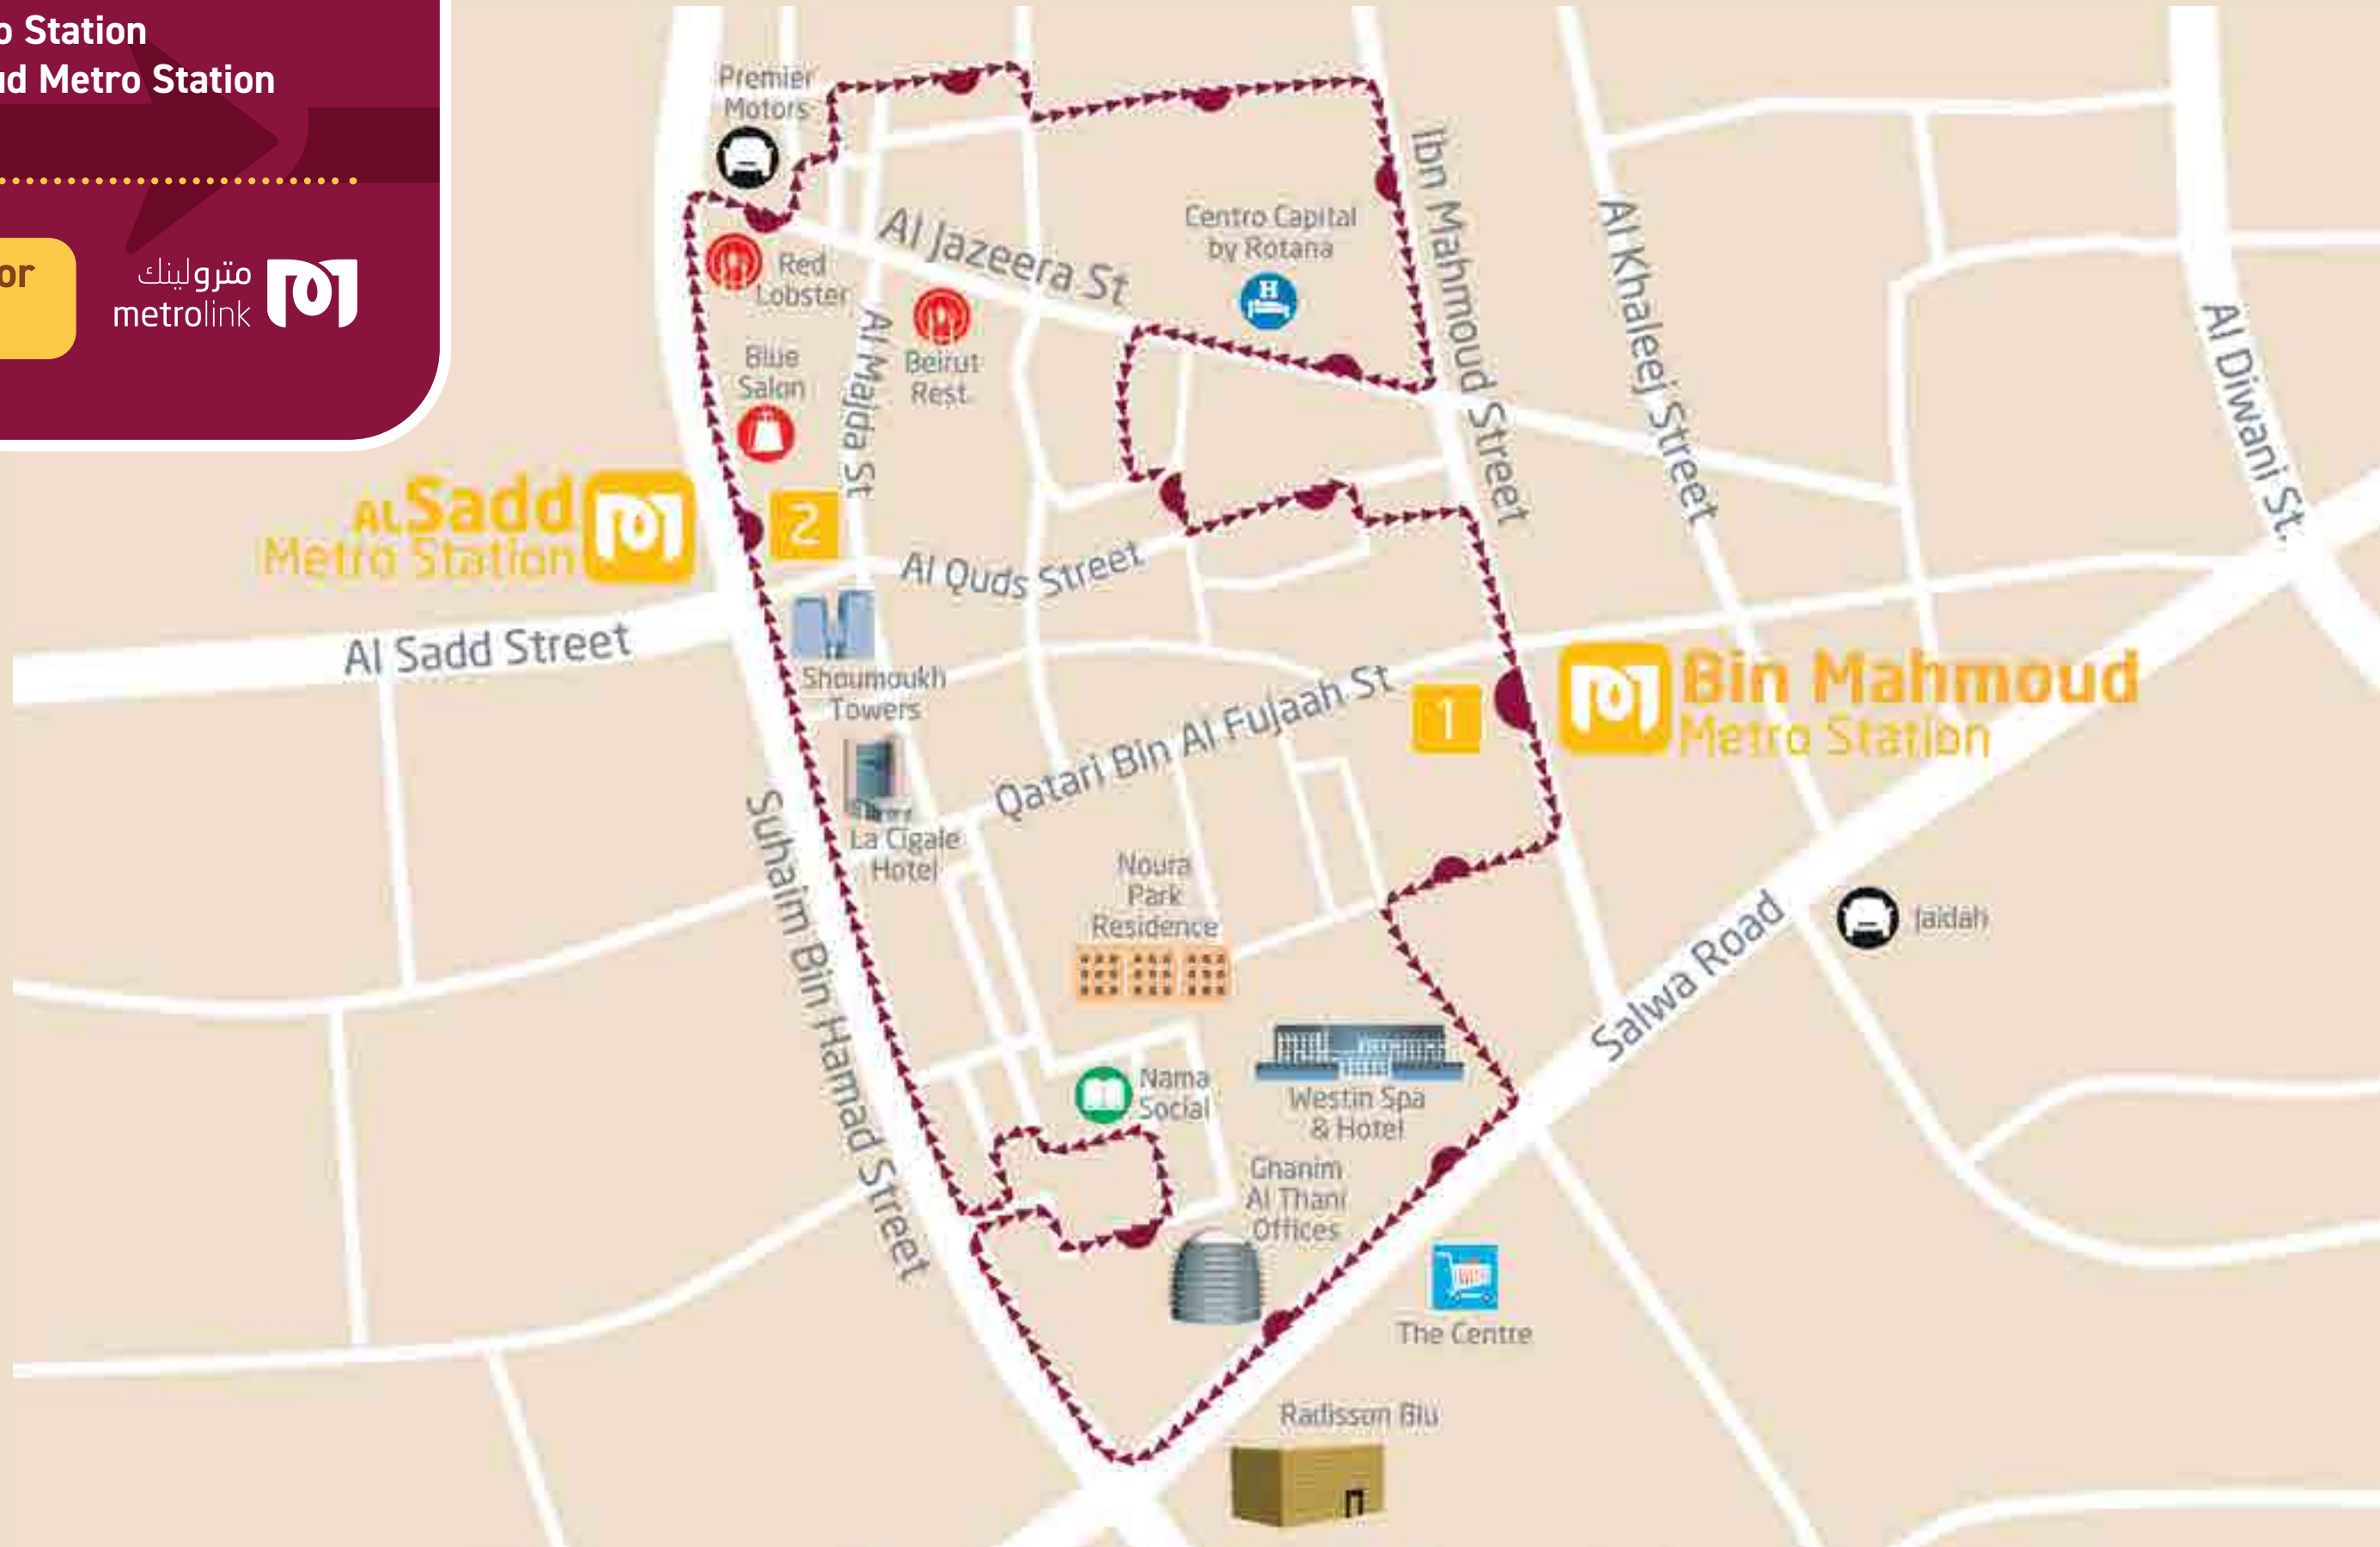 o Station
ud Metro Station
or
مترولينك
metrolink
Premier
Motors
Red
Lobster
Al Jazeera St
Centro Capital
by Rotana
H
Ibn Mahmoud Street
Al Khaleej Street
Al Diwani St.
Blue
Salon
Al Majda St
Beirut
Rest.
AL Sadd
Metro Station
2
Al Quds Street
Al Sadd Street
Shoumoukh
Towers
Qatari Bin Al Fujaah St
1
Bin Mahmoud
Metro Station
La Cigale
Hotel
Suhaim Bin Hamad Street
Noura
Park
Residence
Jaidah
Salwa Road
Nama
Social
Westin Spa
& Hotel
Ghanim
Al Thani
Offices
The Centre
Radisson Blu